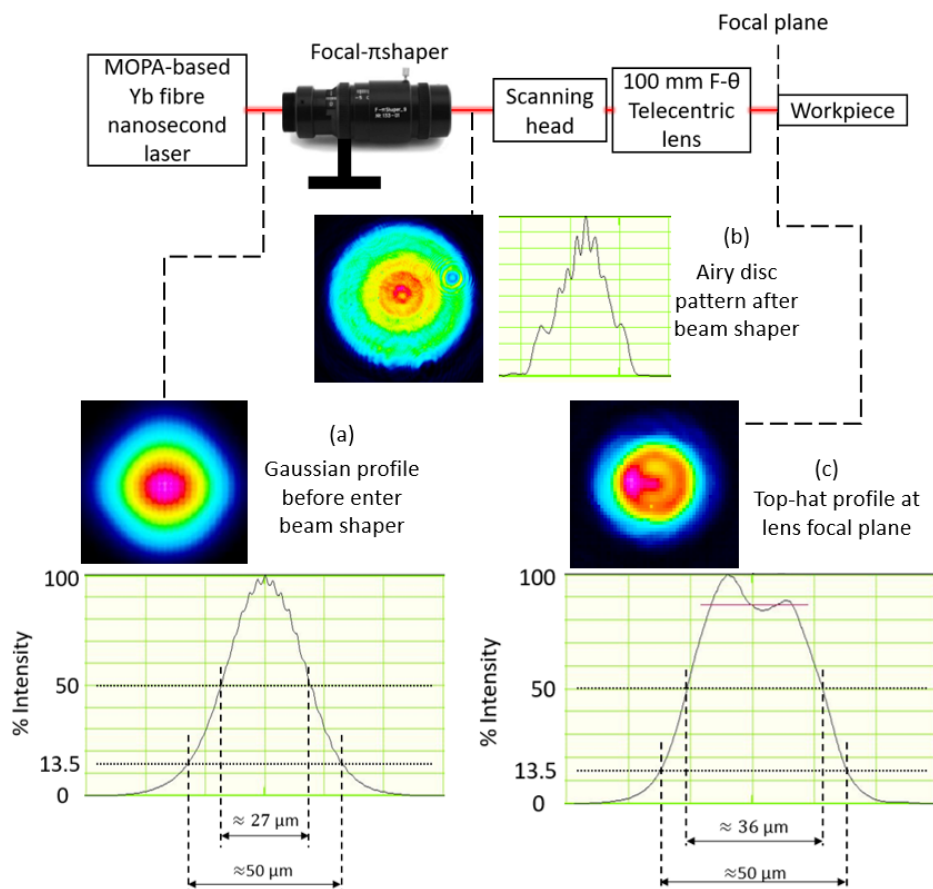 Focal plane
Focal-πshaper
MOPA-based
Yb fibre
nanosecond
laser
Scanning
head
100 mm F-θ
Telecentric
lens
Workpiece
(b)
Airy disc
pattern after
beam shaper
(a)
Gaussian profile
before enter
beam shaper
(c)
Top-hat profile at
lens focal plane
% Intensity
100
50
13.5
0
≈ 27 μm
≈50 μm
% Intensity
100
50
13.5
0
≈ 36 μm
≈50 μm